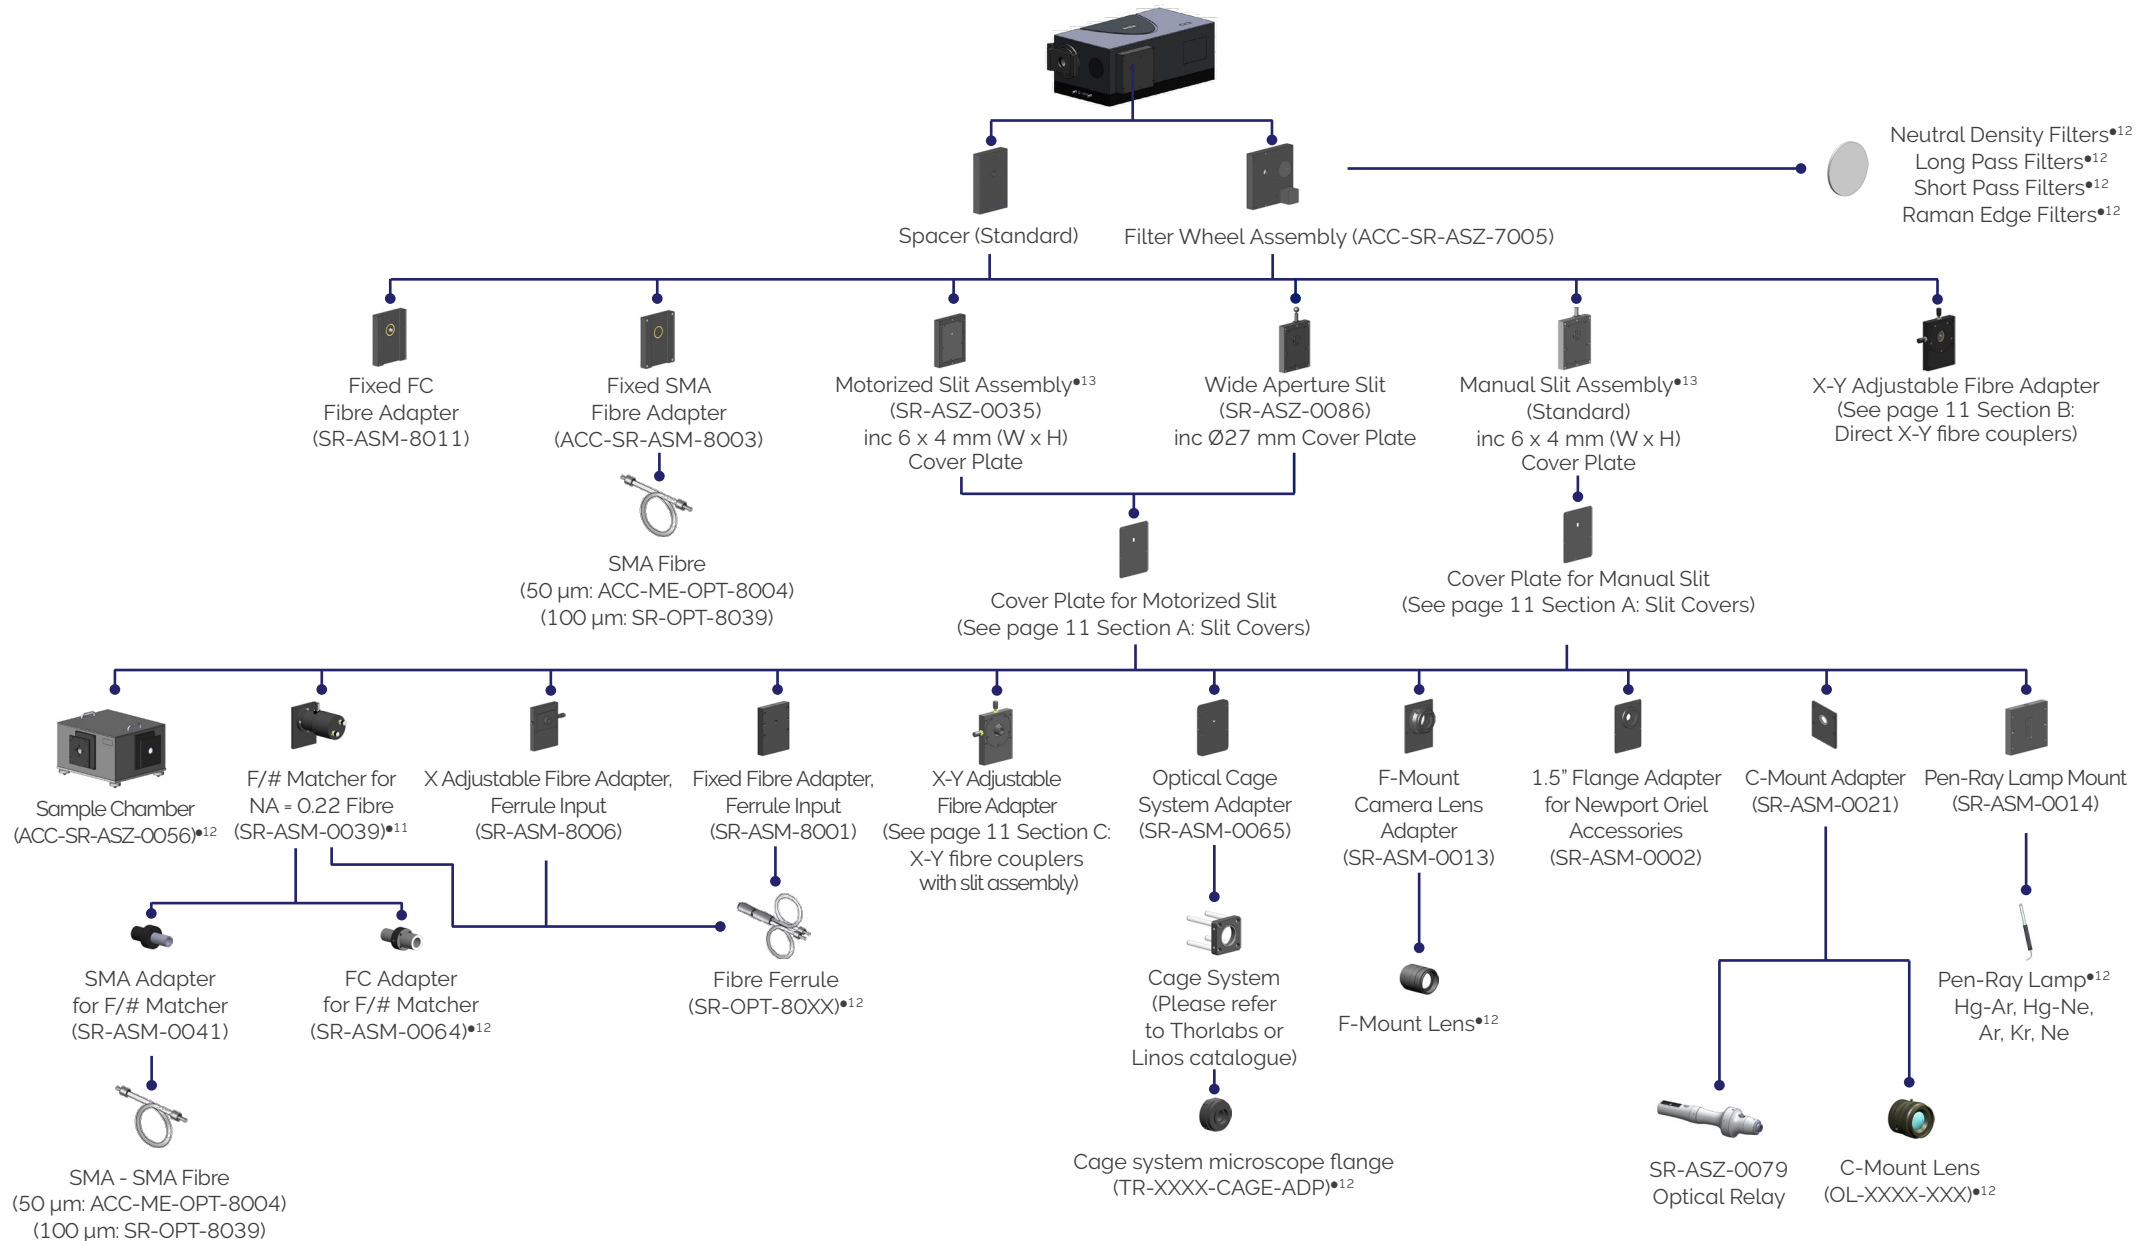 Neutral Density Filters●12
Long Pass Filters●12
Short Pass Filters●12
Raman Edge Filters●12
Spacer (Standard)
Filter Wheel Assembly (ACC-SR-ASZ-7005)
Fixed FC
Fibre Adapter
(SR-ASM-8011)
Fixed SMA
Fibre Adapter
(ACC-SR-ASM-8003)
Motorized Slit Assembly●13
(SR-ASZ-0035)
inc 6 x 4 mm (W x H)
Cover Plate
Wide Aperture Slit
(SR-ASZ-0086)
inc Ø27 mm Cover Plate
Manual Slit Assembly●13
(Standard)
inc 6 x 4 mm (W x H)
Cover Plate
X-Y Adjustable Fibre Adapter
(See page 11 Section B:
Direct X-Y fibre couplers)
SMA Fibre
(50 µm: ACC-ME-OPT-8004)
(100 µm: SR-OPT-8039)
Cover Plate for Motorized Slit
(See page 11 Section A: Slit Covers)
Cover Plate for Manual Slit
(See page 11 Section A: Slit Covers)
Sample Chamber
(ACC-SR-ASZ-0056)●12
F/# Matcher for
NA = 0.22 Fibre
(SR-ASM-0039)●11
X Adjustable Fibre Adapter,
Ferrule Input
(SR-ASM-8006)
Fixed Fibre Adapter,
Ferrule Input
(SR-ASM-8001)
X-Y Adjustable
Fibre Adapter
(See page 11 Section C:
X-Y fibre couplers
with slit assembly)
Optical Cage
System Adapter
(SR-ASM-0065)
F-Mount
Camera Lens
Adapter
(SR-ASM-0013)
1.5” Flange Adapter
for Newport Oriel
Accessories
(SR-ASM-0002)
C-Mount Adapter
(SR-ASM-0021)
Pen-Ray Lamp Mount
(SR-ASM-0014)
SMA Adapter
for F/# Matcher
(SR-ASM-0041)
FC Adapter
for F/# Matcher
(SR-ASM-0064)●12
Fibre Ferrule
(SR-OPT-80XX)●12
Cage System
(Please refer
to Thorlabs or
Linos catalogue)
F-Mount Lens●12
Pen-Ray Lamp●12
Hg-Ar, Hg-Ne,
Ar, Kr, Ne
SMA - SMA Fibre
(50 µm: ACC-ME-OPT-8004)
(100 µm: SR-OPT-8039)
Cage system microscope flange
(TR-XXXX-CAGE-ADP)●12
SR-ASZ-0079
Optical Relay
C-Mount Lens
(OL-XXXX-XXX)●12